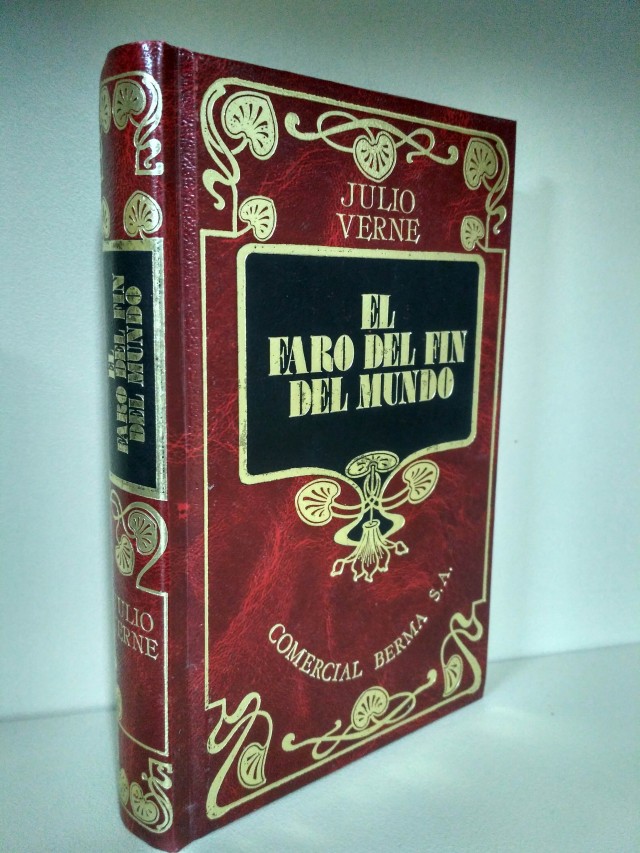 JULIO
VERNE
EL
FARO DEL FIN
DEL MUNDO
COMERCIAL BERMA S.A.
EL
FARO DEL FIN
DEL MUNDO
JULIO
VERNE